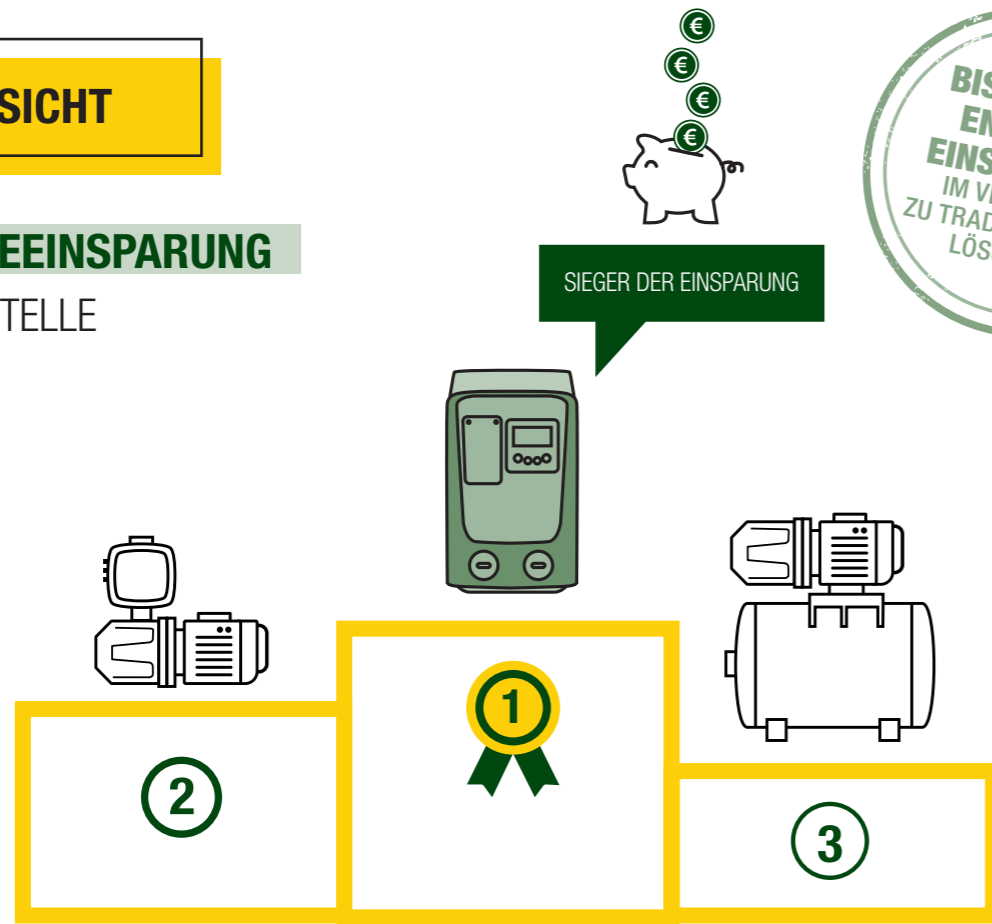 SICHT
EEINSPARUNG
TELLE
€
€
€
€
SIEGER DER EINSPARUNG
BIS
EN
EINS
IM V
ZU TRAD
LÖS
1
2
3